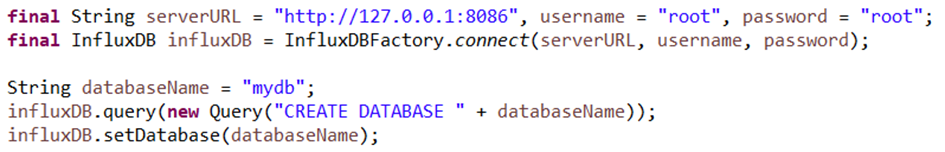 final String serverURL = "http://127.0.0.1:8086", username = "root", password = "root";
final InfluxDB influxDB = InfluxDBFactory.connect(serverURL, username, password);
String databaseName = "mydb";
influxDB.query(new Query("CREATE DATABASE " + databaseName));
influxDB.setDatabase(databaseName);